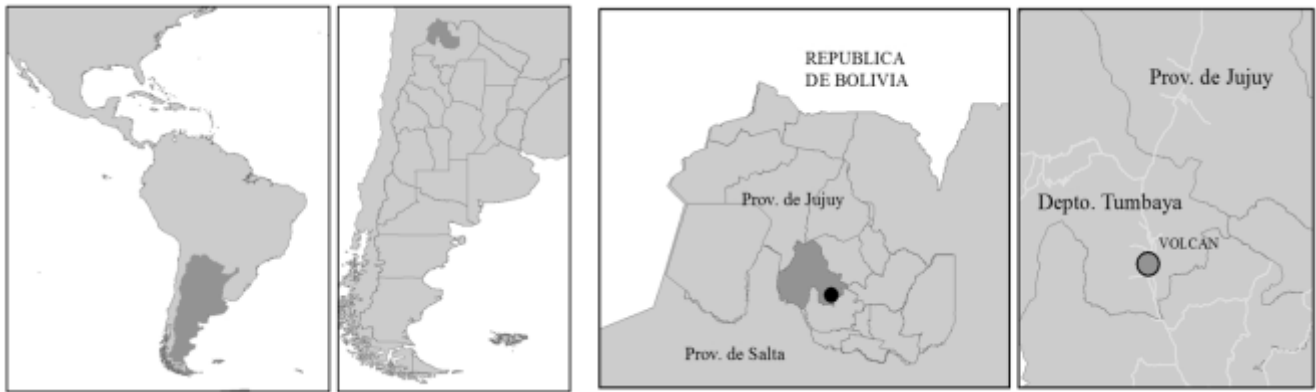 REPUBLICA
DE BOLIVIA
Prov. de Jujuy
Prov. de Salta
Prov. de Jujuy
Depto. Tumbaya
VOLCÁN